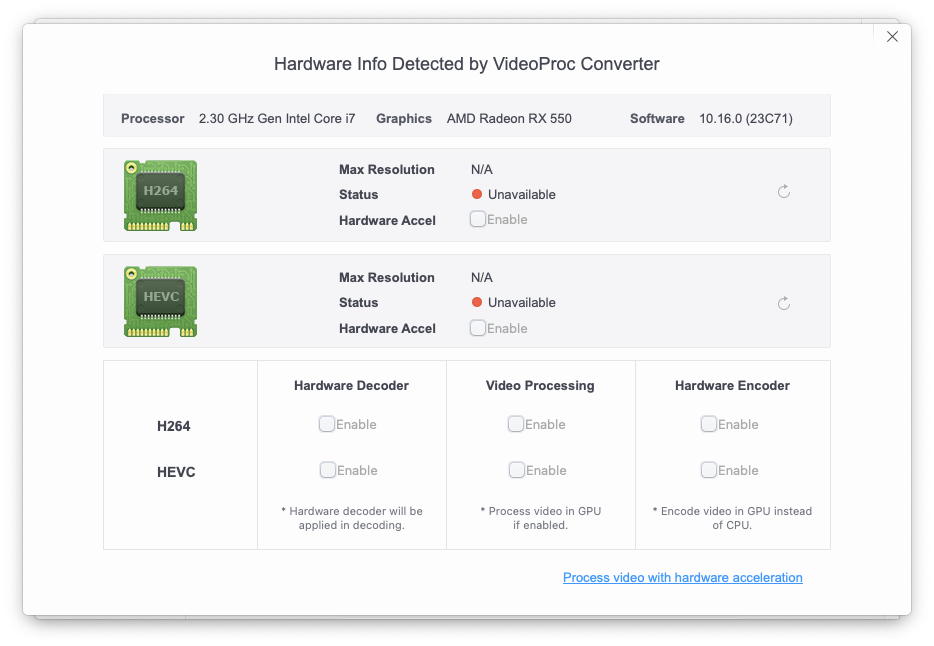 Hardware Info Detected by VideoProc Converter
Processor 2.30 GHz Gen Intel Core i7 Graphics AMD Radeon RX 550 Software 10.16.0 (23C71)
H264
Max Resolution N/A
Status Unavailable
Hardware Accel Enable
HEVC
Max Resolution N/A
Status Unavailable
Hardware Accel Enable
Hardware Decoder Video Processing Hardware Encoder
H264 Enable Enable Enable
HEVC Enable Enable Enable
* Hardware decoder will be applied in decoding.
* Process video in GPU if enabled.
* Encode video in GPU instead of CPU.
Process video with hardware acceleration